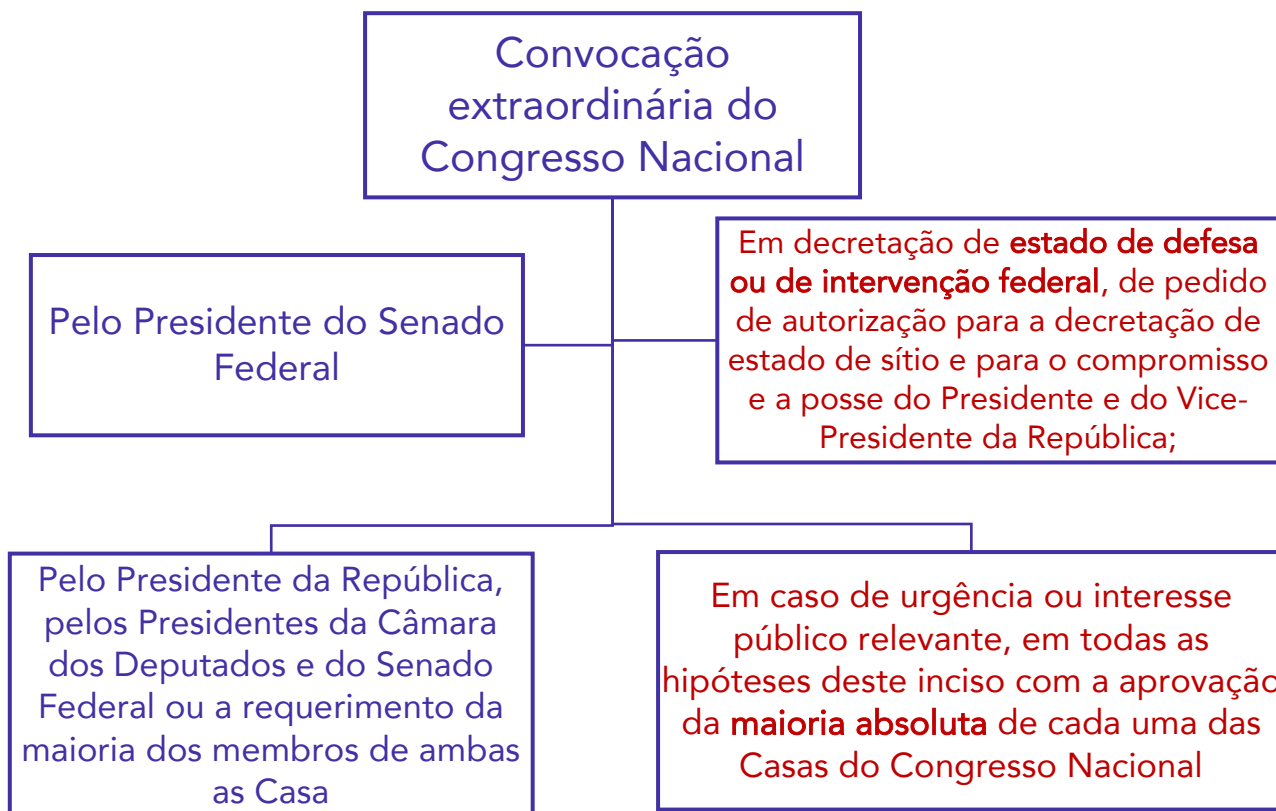 Convocação
extraordinária do
Congresso Nacional
Pelo Presidente do Senado
Federal
Em decretação de estado de defesa
ou de intervenção federal, de pedido
de autorização para a decretação de
estado de sítio e para o compromisso
e a posse do Presidente e do Vice-
Presidente da República;
Pelo Presidente da República,
pelos Presidentes da Câmara
dos Deputados e do Senado
Federal ou a requerimento da
maioria dos membros de ambas
as Casa
Em caso de urgência ou interesse
público relevante, em todas as
hipóteses deste inciso com a aprovação
da maioria absoluta de cada uma das
Casas do Congresso Nacional